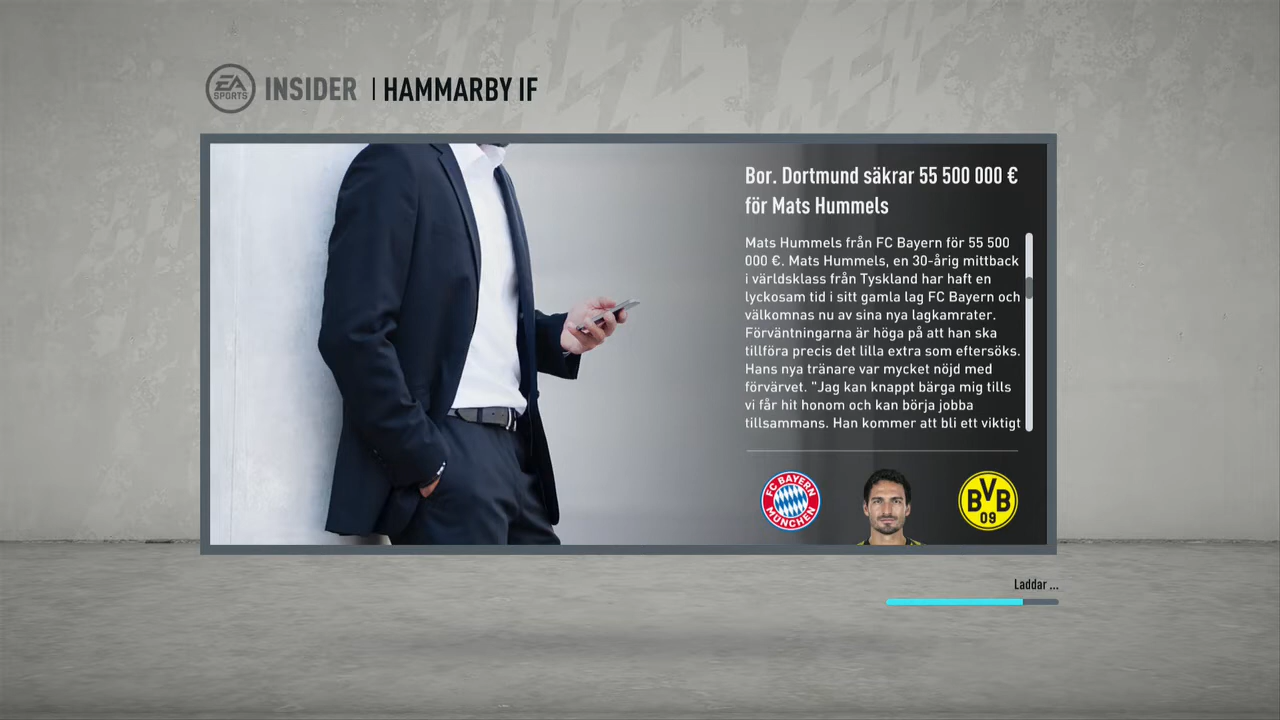 EA
SPORTS
INSIDER | HAMMARBY IF
Bor. Dortmund säkrar 55 500 000 €
för Mats Hummels
Mats Hummels från FC Bayern för 55 500
000 €. Mats Hummels, en 30-årig mittback
i världsklass från Tyskland har haft en
lyckosam tid i sitt gamla lag FC Bayern och
välkomnas nu av sina nya lagkamrater.
Förväntningarna är höga på att han ska
tillföra precis det lilla extra som eftersöks.
Hans nya tränare var mycket nöjd med
förvärvet. "Jag kan knappt bärga mig tills
vi får hit honom och kan börja jobba
tillsammans. Han kommer att bli ett viktigt
FC BAYERN
MÜNCHEN
BVB
09
Laddar ...